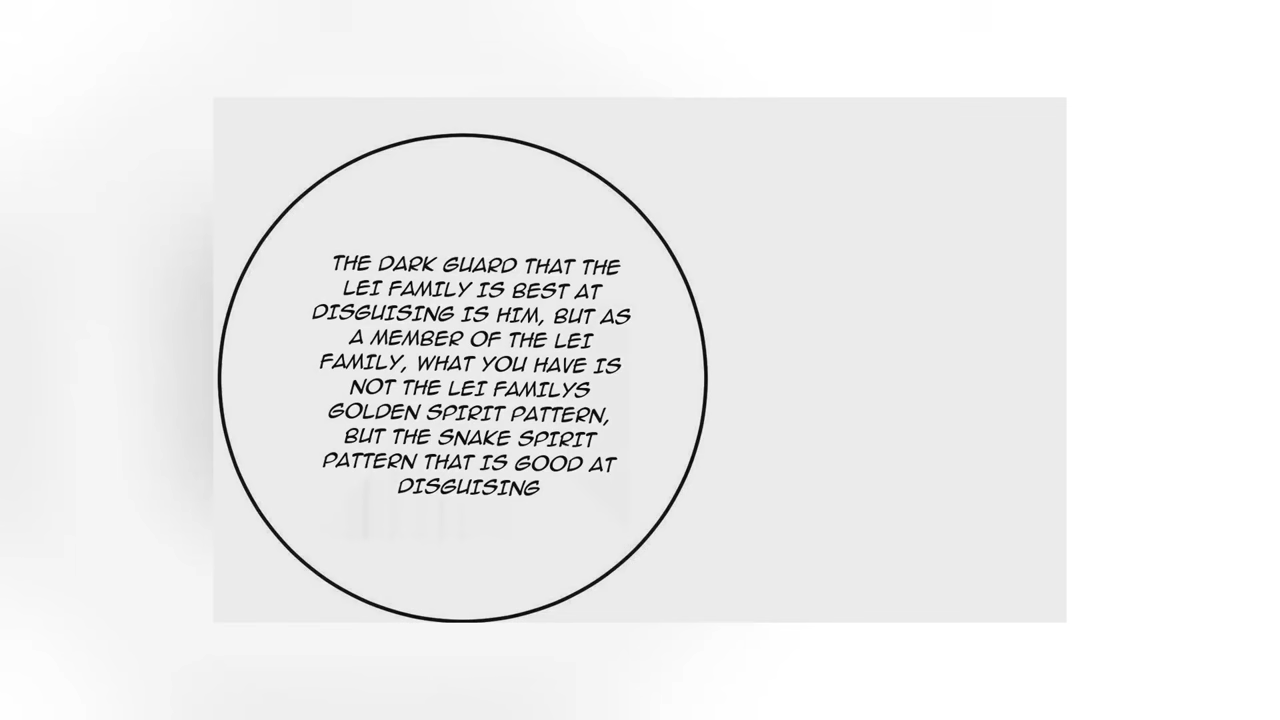 THE DARK GUARD THAT THE
LEI FAMILY IS BEST AT
DISGUISING IS HIM, BUT AS
A MEMBER OF THE LEI
FAMILY, WHAT YOU HAVE IS
NOT THE LEI FAMILYS
GOLDEN SPIRIT PATTERN,
BUT THE SNAKE SPIRIT
PATTERN THAT IS GOOD AT
DISGUISING